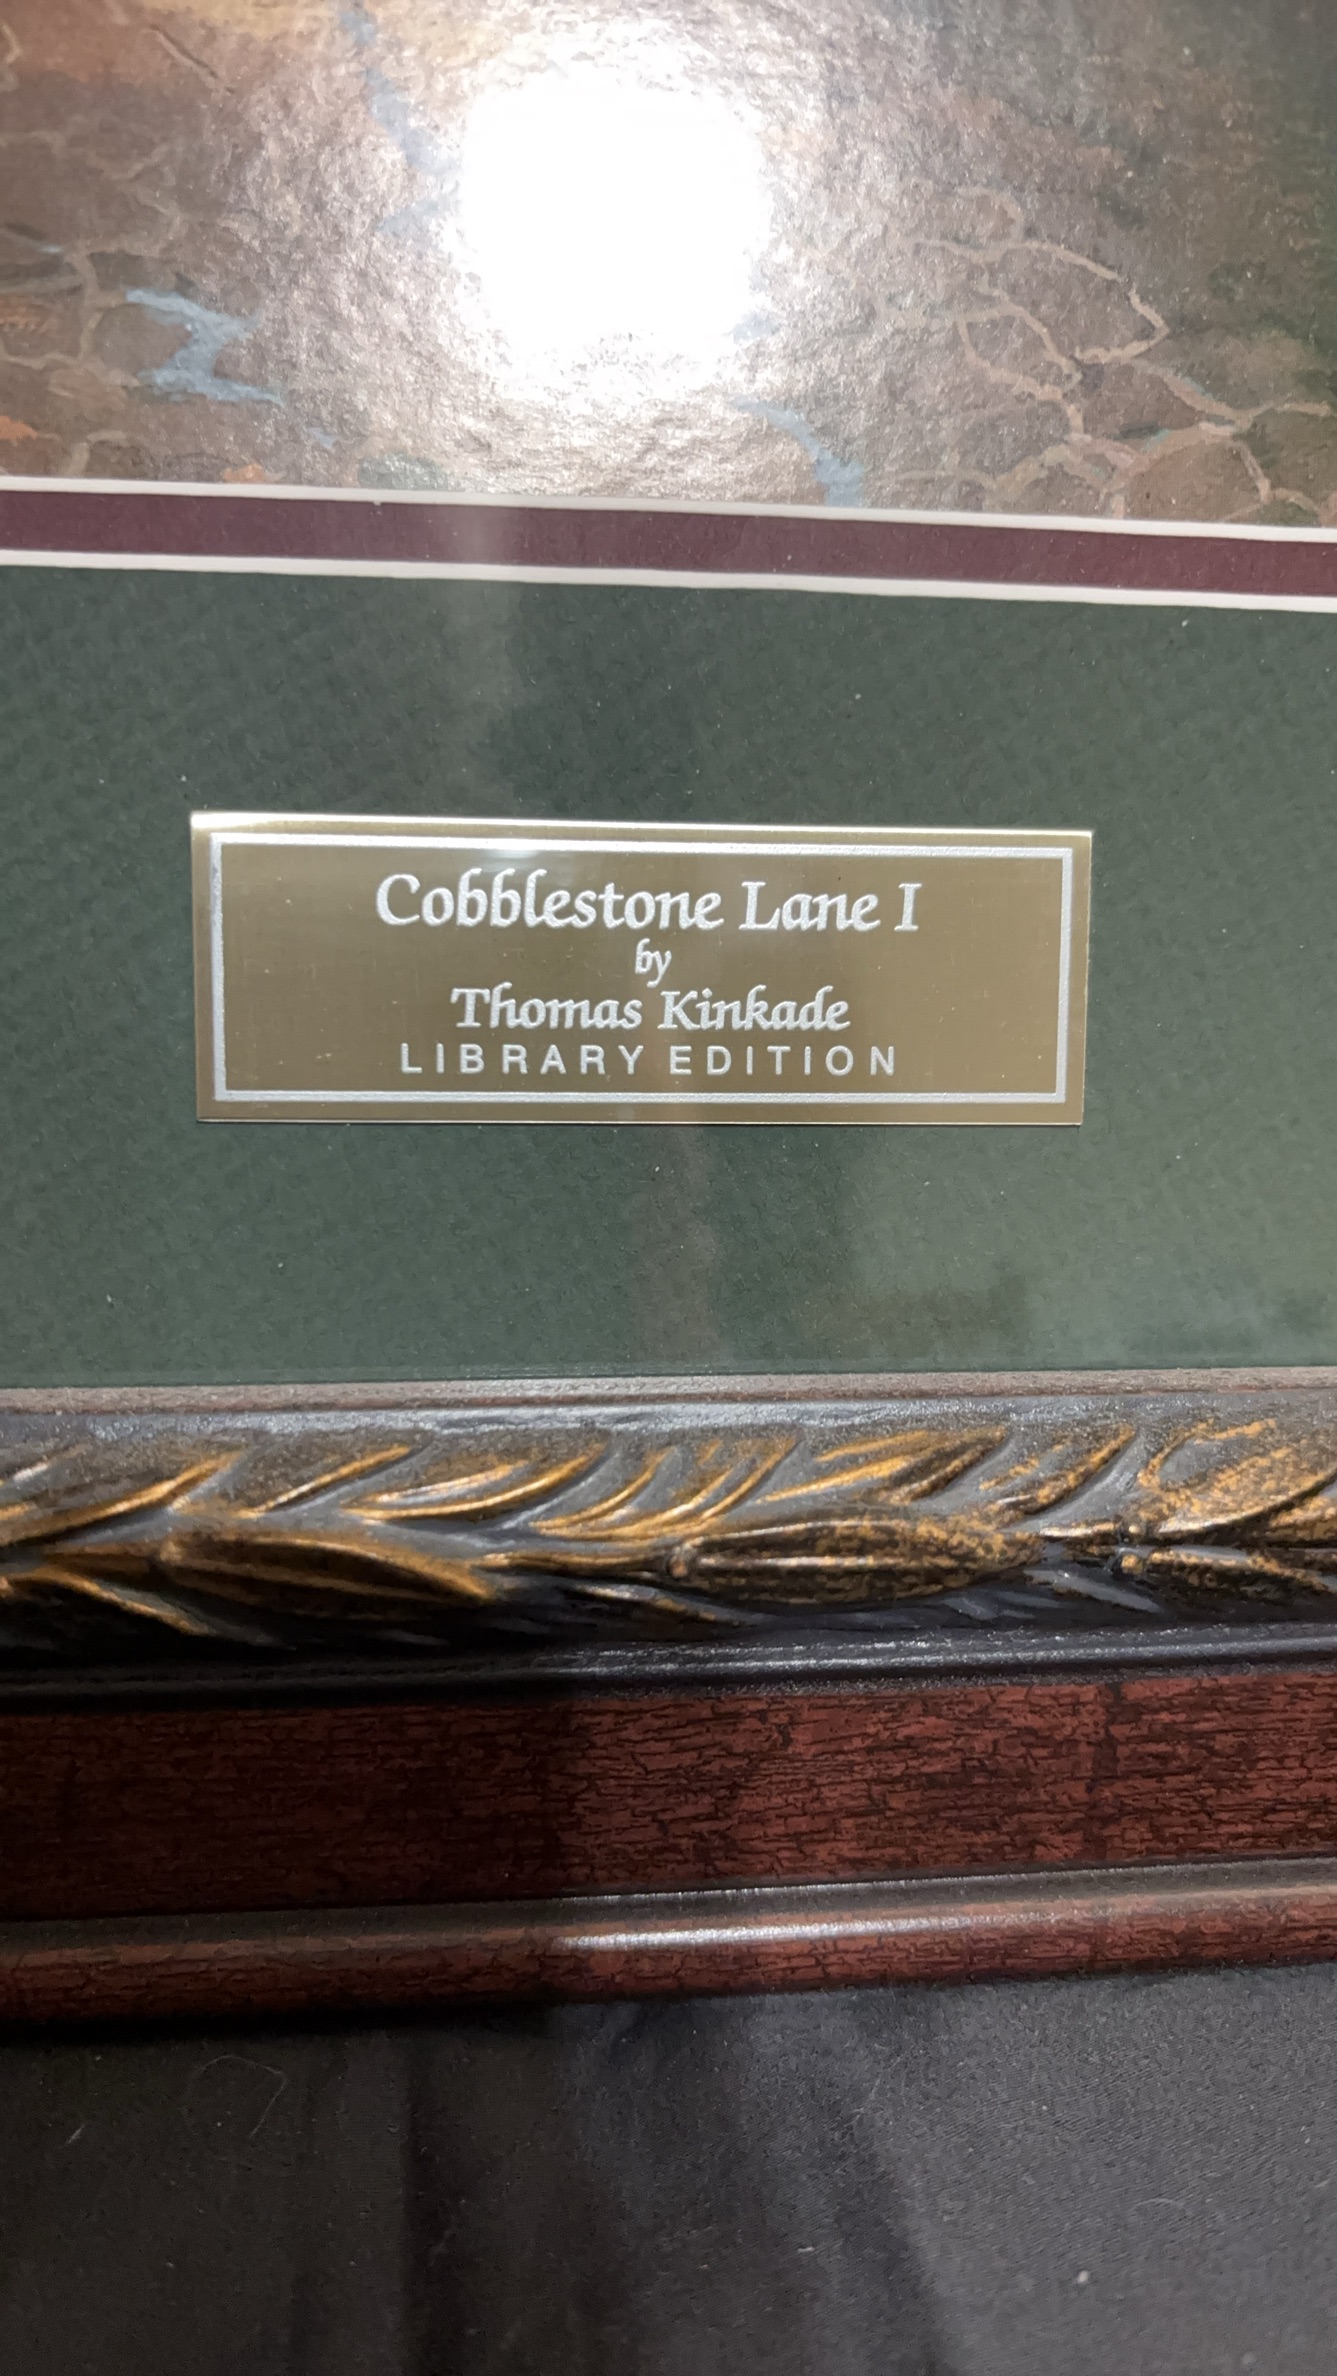 Cobblestone Lane I
by
Thomas Kinkade
LIBRARY EDITION